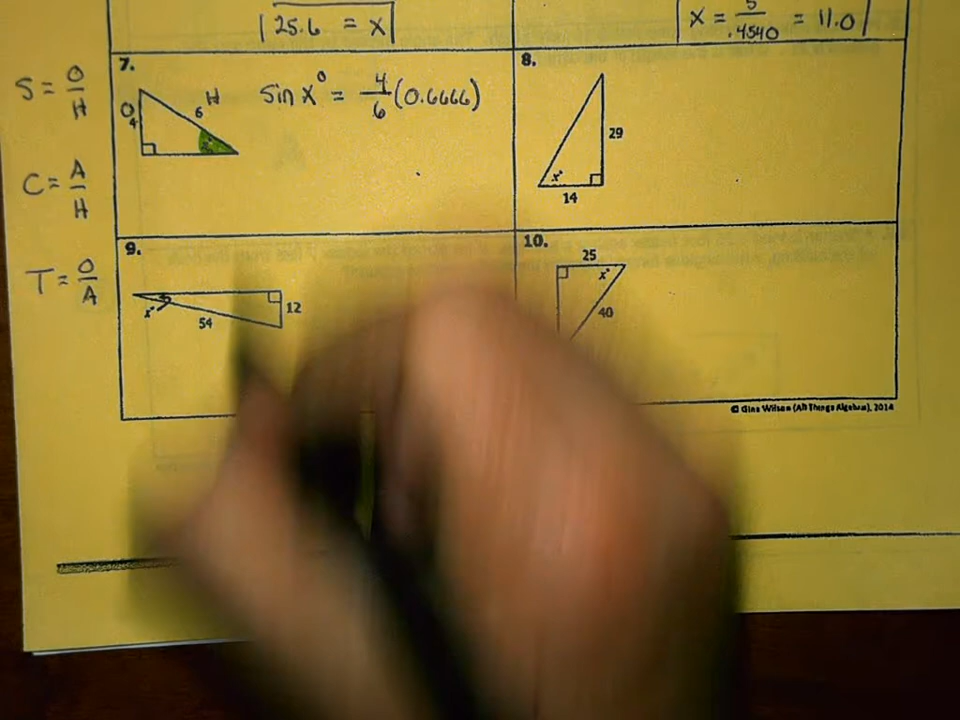 25.6 = x
x = 5/.4540 = 11.0
S = O/H
C = A/H
T = O/A
7.
O
4
6
H
sin x° = 4/6 (0.6666)
8.
29
x°
14
9.
x°
54
12
10.
25
x°
40
© Gina Wilson (All Things Algebra), 2014